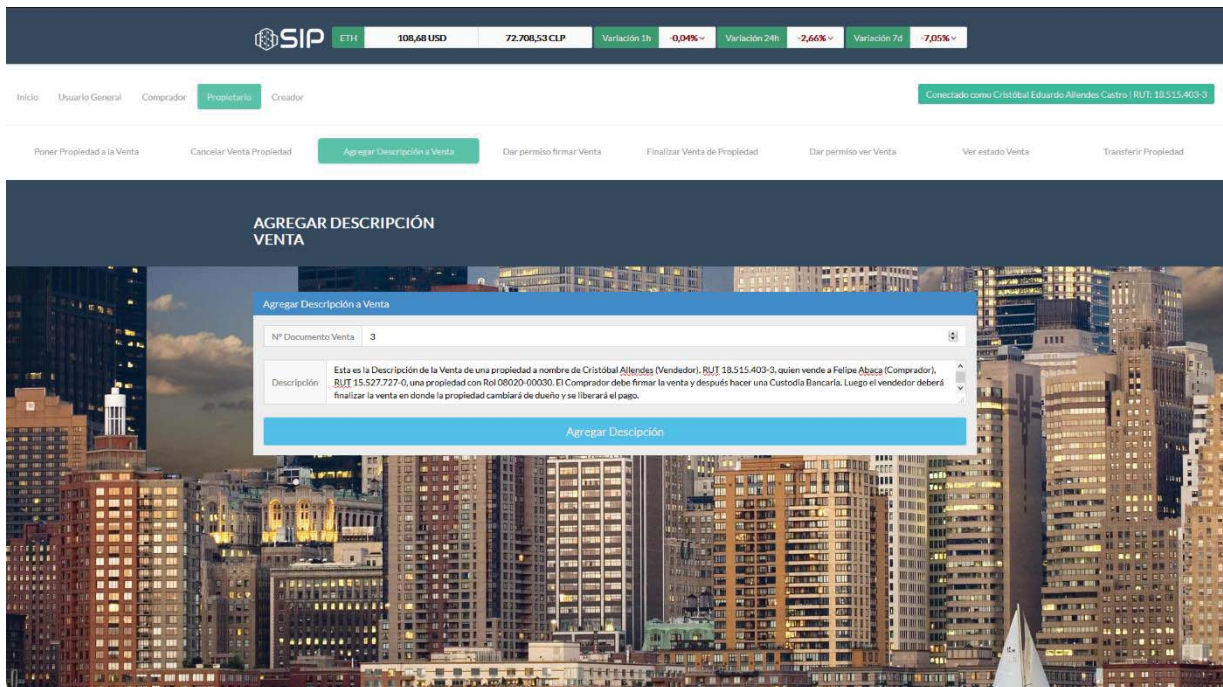 SIP ETH 108,68 USD 72.708,53 CLP Variación 1h -0,04% Variación 24h -2,66% Variación 7d -7,05%
Inicio Usuario General Comprador Propietario Creador Conectado como Cristóbal Eduardo Allendes Castro | RUT: 18.515.403-3
Poner Propiedad a la Venta Cancelar Venta Propiedad Agregar Descripción a Venta Dar permiso firmar Venta Finalizar Venta de Propiedad Dar permiso ver Venta Ver estado Venta Transferir Propiedad
AGREGAR DESCRIPCIÓN
VENTA
Agregar Descripción a Venta
Nº Documento Venta 3
Descripción
Esta es la Descripción de la Venta de una propiedad a nombre de Cristóbal Allendes (Vendedor), RUT 18.515.403-3, quien vende a Felipe Abaca (Comprador),
RUT 15.527.727-0, una propiedad con Rol 08020-00030. El Comprador debe firmar la venta y después hacer una Custodia Bancaria. Luego el vendedor deberá
finalizar la venta en donde la propiedad cambiará de dueño y se liberará el pago.
Agregar Descipción